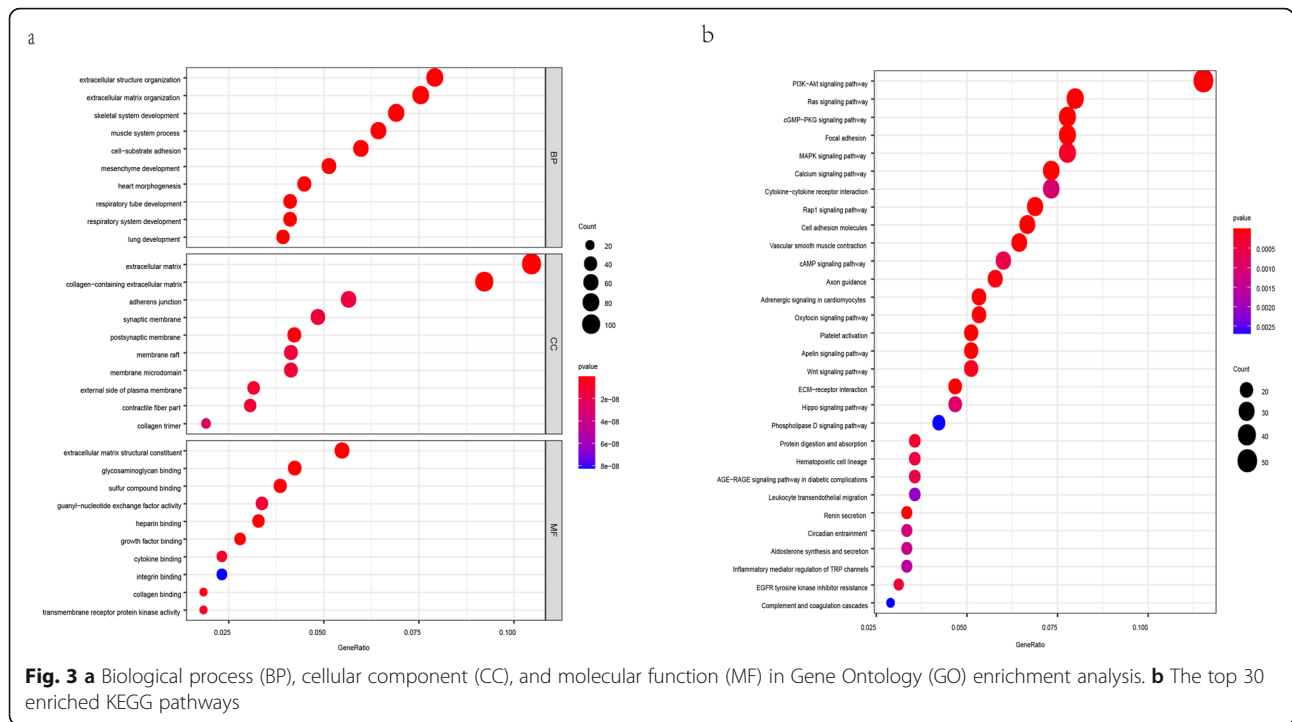 a
extracellular structure organization
extracellular matrix organization
skeletal system development
muscle system process
cell-substrate adhesion
mesenchyme development
heart morphogenesis
respiratory tube development
respiratory system development
lung development
BP
extracellular matrix
collagen-containing extracellular matrix
adherens junction
synaptic membrane
postsynaptic membrane
membrane raft
membrane microdomain
external side of plasma membrane
contractile fiber part
collagen trimer
CC
extracellular matrix structural constituent
glycosaminoglycan binding
sulfur compound binding
guanyl-nucleotide exchange factor activity
heparin binding
growth factor binding
cytokine binding
integrin binding
collagen binding
transmembrane receptor protein kinase activity
MF
0.025 0.050 0.075 0.100
GeneRatio
Count
20
40
60
80
100
pvalue
2e-08
4e-08
6e-08
8e-08
b
PI3K-Akt signaling pathway
Ras signaling pathway
cGMP-PKG signaling pathway
Focal adhesion
MAPK signaling pathway
Calcium signaling pathway
Cytokine-cytokine receptor interaction
Rap1 signaling pathway
Cell adhesion molecules
Vascular smooth muscle contraction
cAMP signaling pathway
Axon guidance
Adrenergic signaling in cardiomyocytes
Oxytocin signaling pathway
Platelet activation
Apelin signaling pathway
Wnt signaling pathway
ECM-receptor interaction
Hippo signaling pathway
Phospholipase D signaling pathway
Protein digestion and absorption
Hematopoietic cell lineage
AGE-RAGE signaling pathway in diabetic complications
Leukocyte transendothelial migration
Renin secretion
Circadian entrainment
Aldosterone synthesis and secretion
Inflammatory mediator regulation of TRP channels
EGFR tyrosine kinase inhibitor resistance
Complement and coagulation cascades
0.025 0.050 0.075 0.100
GeneRatio
pvalue
0.0005
0.0010
0.0015
0.0020
0.0025
Count
20
30
40
50
Fig. 3 a Biological process (BP), cellular component (CC), and molecular function (MF) in Gene Ontology (GO) enrichment analysis. b The top 30
enriched KEGG pathways